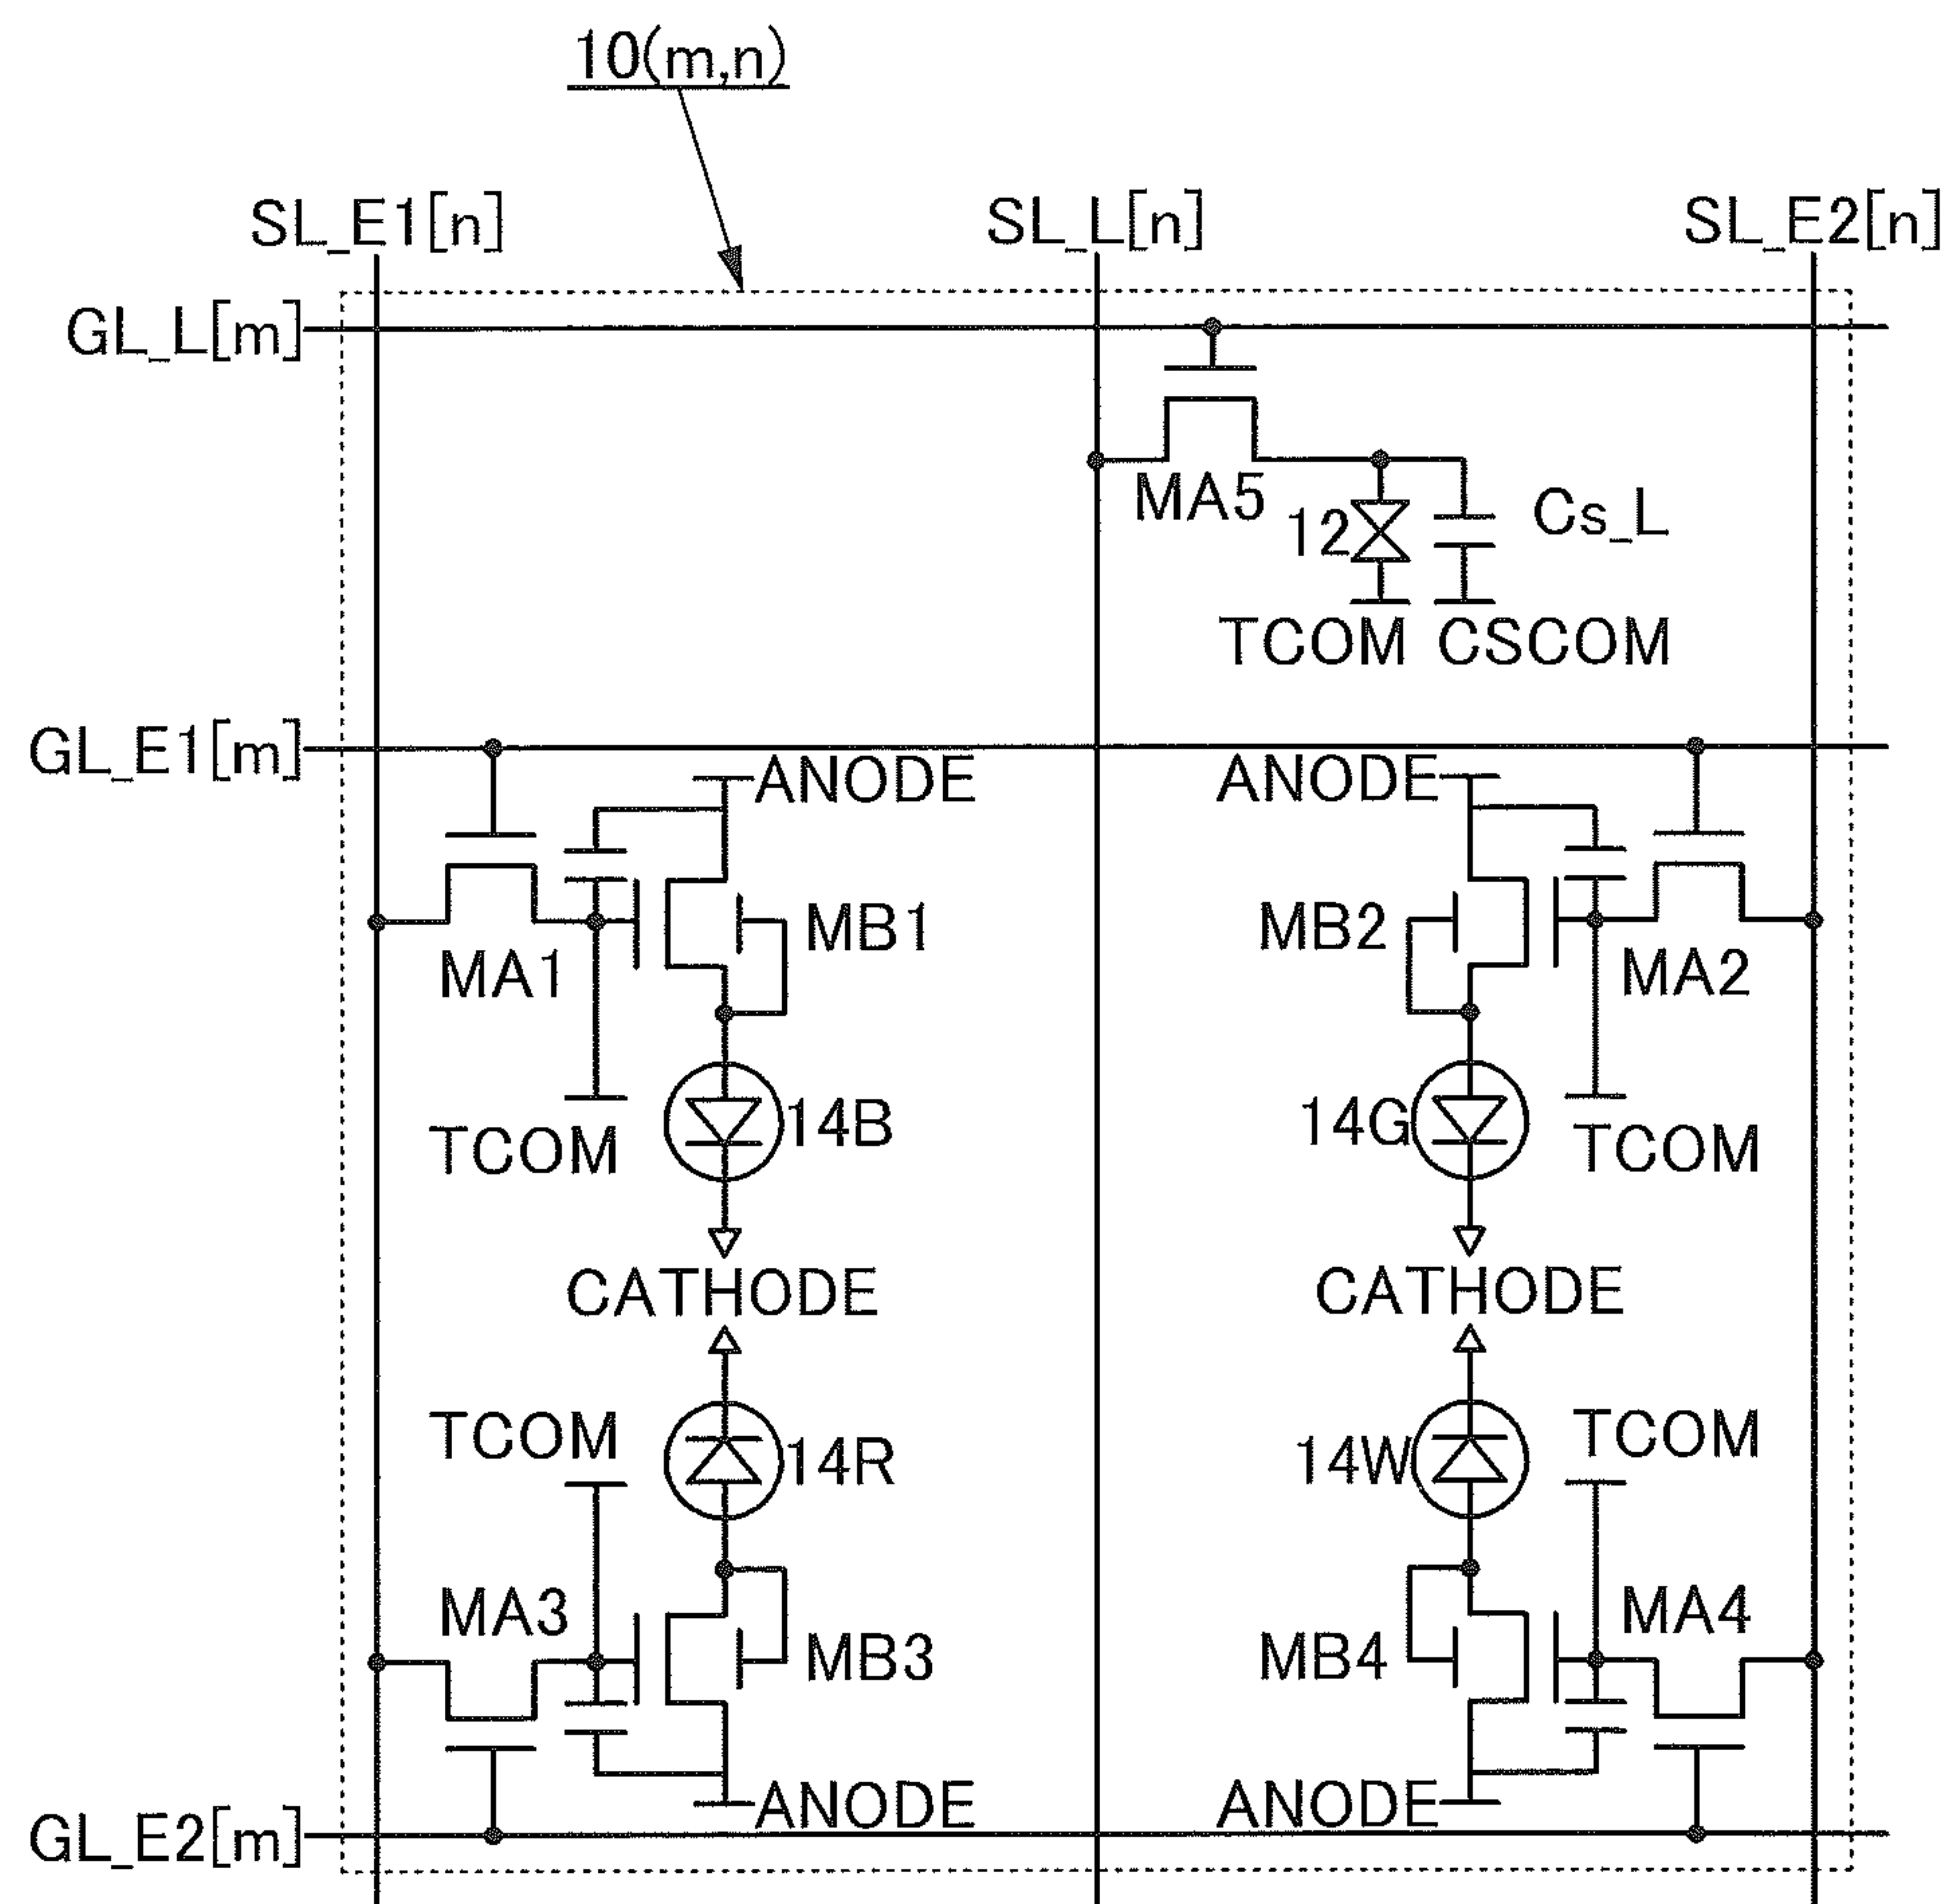 10(m,n)
SL_E1[n] SL_L[n] SL_E2[n]
GL_L[m]
MA5 12 Cs_L
TCOM CSCOM
GL_E1[m]
ANODE ANODE
MB1 MB2
MA1 MA2
14B 14G
TCOM TCOM
CATHODE CATHODE
TCOM TCOM
14R 14W
MA3 MA4
MB3 MB4
ANODE ANODE
GL_E2[m]